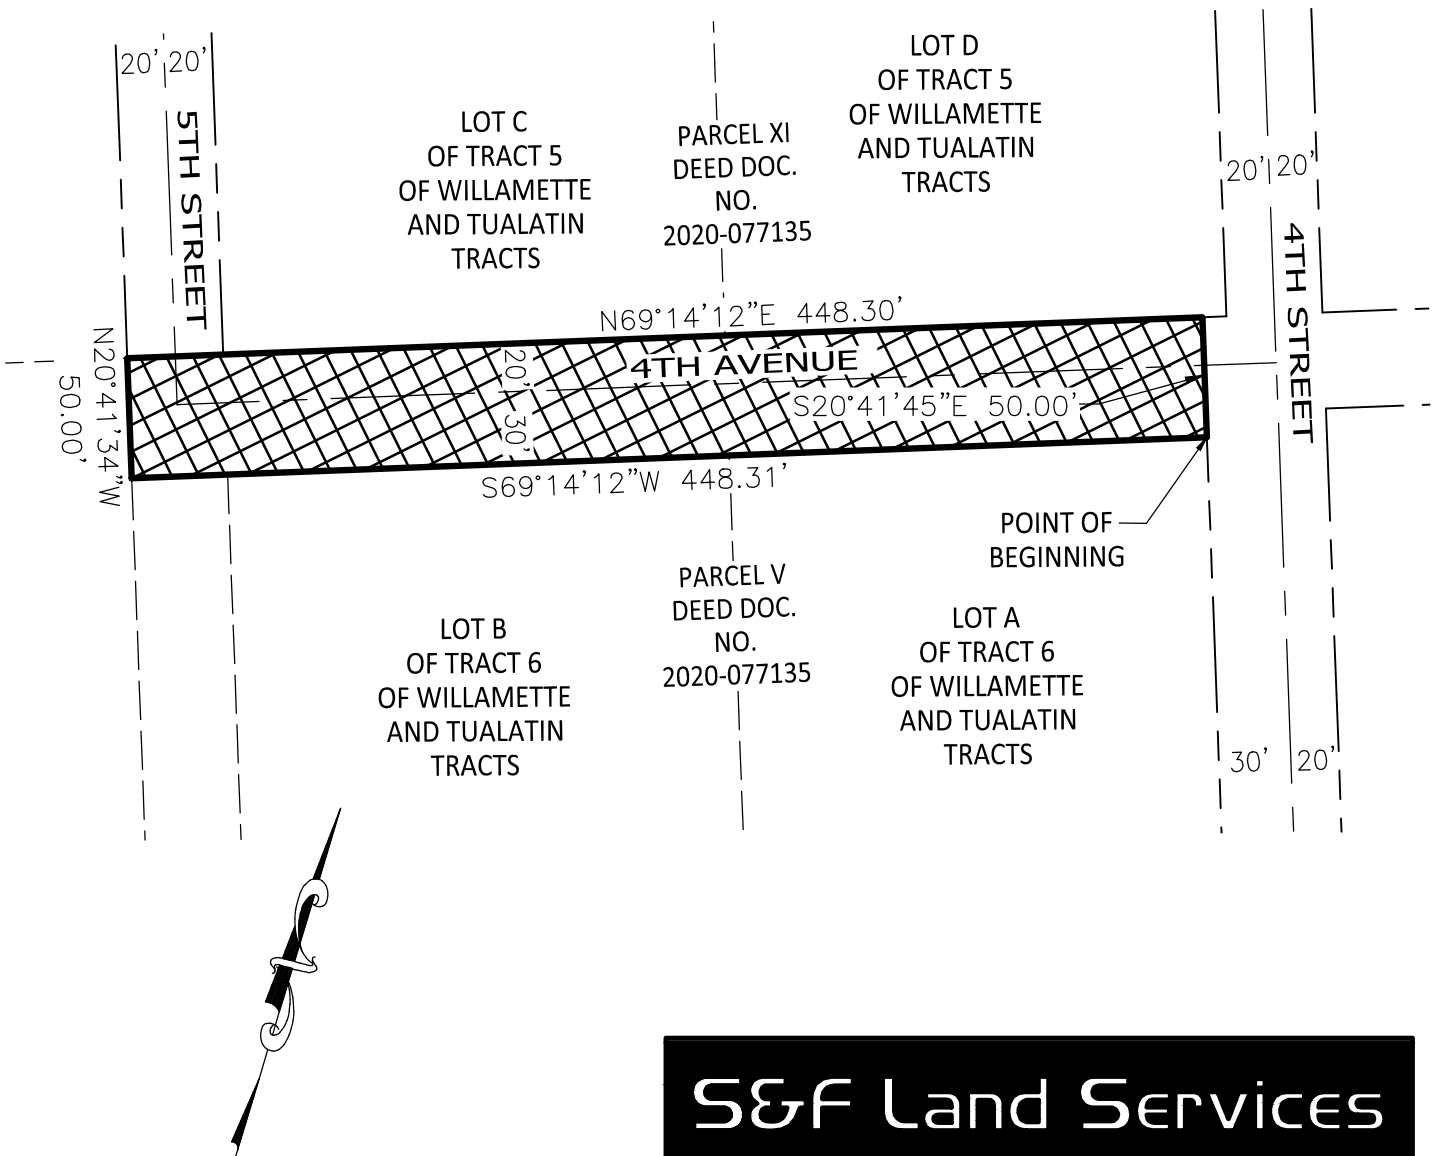 20' 20'
5TH STREET
LOT C
OF TRACT 5
OF WILLAMETTE
AND TUALATIN
TRACTS
PARCEL XI
DEED DOC.
NO.
2020-077135
LOT D
OF TRACT 5
OF WILLAMETTE
AND TUALATIN
TRACTS
20' 20'
4TH STREET
N69°14'12"E 448.30'
N20°41'34"W
50.00'
20'
30'
4TH AVENUE
S20°41'45"E 50.00'
S69°14'12"W 448.31'
POINT OF
BEGINNING
PARCEL V
DEED DOC.
NO.
2020-077135
LOT B
OF TRACT 6
OF WILLAMETTE
AND TUALATIN
TRACTS
LOT A
OF TRACT 6
OF WILLAMETTE
AND TUALATIN
TRACTS
30' 20'
S&F Land Services